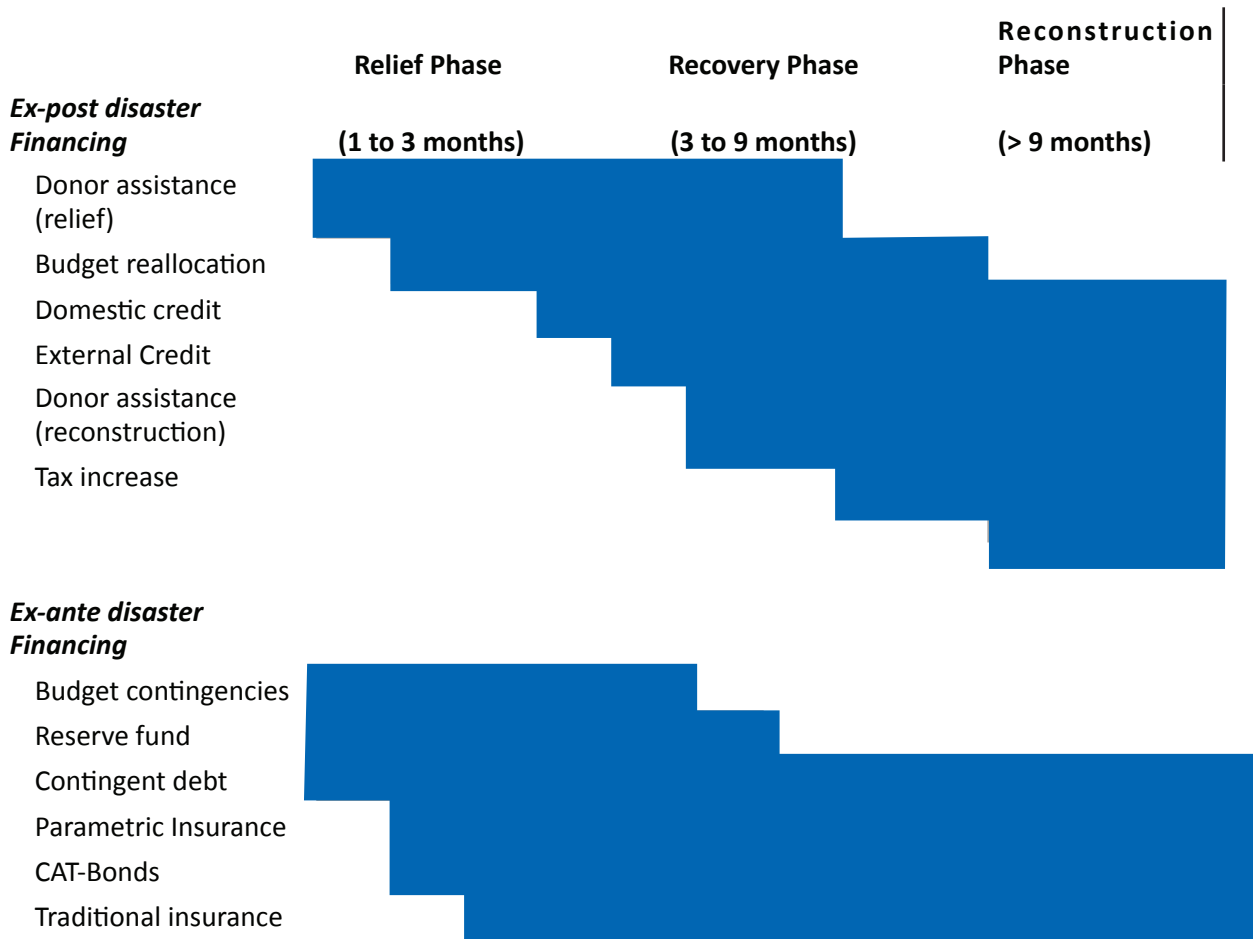 Reconstruction
Relief Phase Recovery Phase Phase
Ex-post disaster
Financing (1 to 3 months) (3 to 9 months) (> 9 months)
Donor assistance
(relief)
Budget reallocation
Domestic credit
External Credit
Donor assistance
(reconstruction)
Tax increase
Ex-ante disaster
Financing
Budget contingencies
Reserve fund
Contingent debt
Parametric Insurance
CAT-Bonds
Traditional insurance